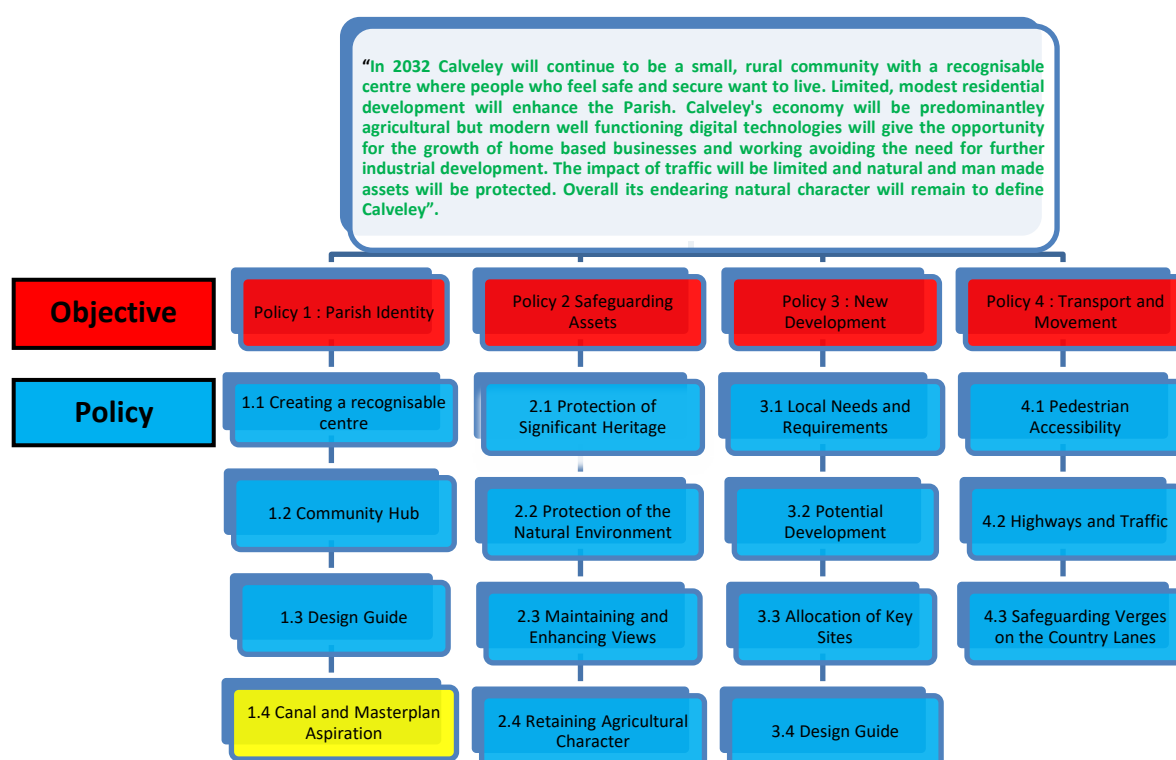 “In 2032 Calveley will continue to be a small, rural community with a recognisable
centre where people who feel safe and secure want to live. Limited, modest residential
development will enhance the Parish. Calveley's economy will be predominantley
agricultural but modern well functioning digital technologies will give the opportunity
for the growth of home based businesses and working avoiding the need for further
industrial development. The impact of traffic will be limited and natural and man made
assets will be protected. Overall its endearing natural character will remain to define
Calveley”.
Objective
Policy 1 : Parish Identity
Policy 2 Safeguarding
Assets
Policy 3 : New
Development
Policy 4 : Transport and
Movement
Policy
1.1 Creating a recognisable
centre
2.1 Protection of
Significant Heritage
3.1 Local Needs and
Requirements
4.1 Pedestrian
Accessibility
1.2 Community Hub
2.2 Protection of the
Natural Environment
3.2 Potential
Development
4.2 Highways and Traffic
1.3 Design Guide
2.3 Maintaining and
Enhancing Views
3.3 Allocation of Key
Sites
4.3 Safeguarding Verges
on the Country Lanes
1.4 Canal and Masterplan
Aspiration
2.4 Retaining Agricultural
Character
3.4 Design Guide